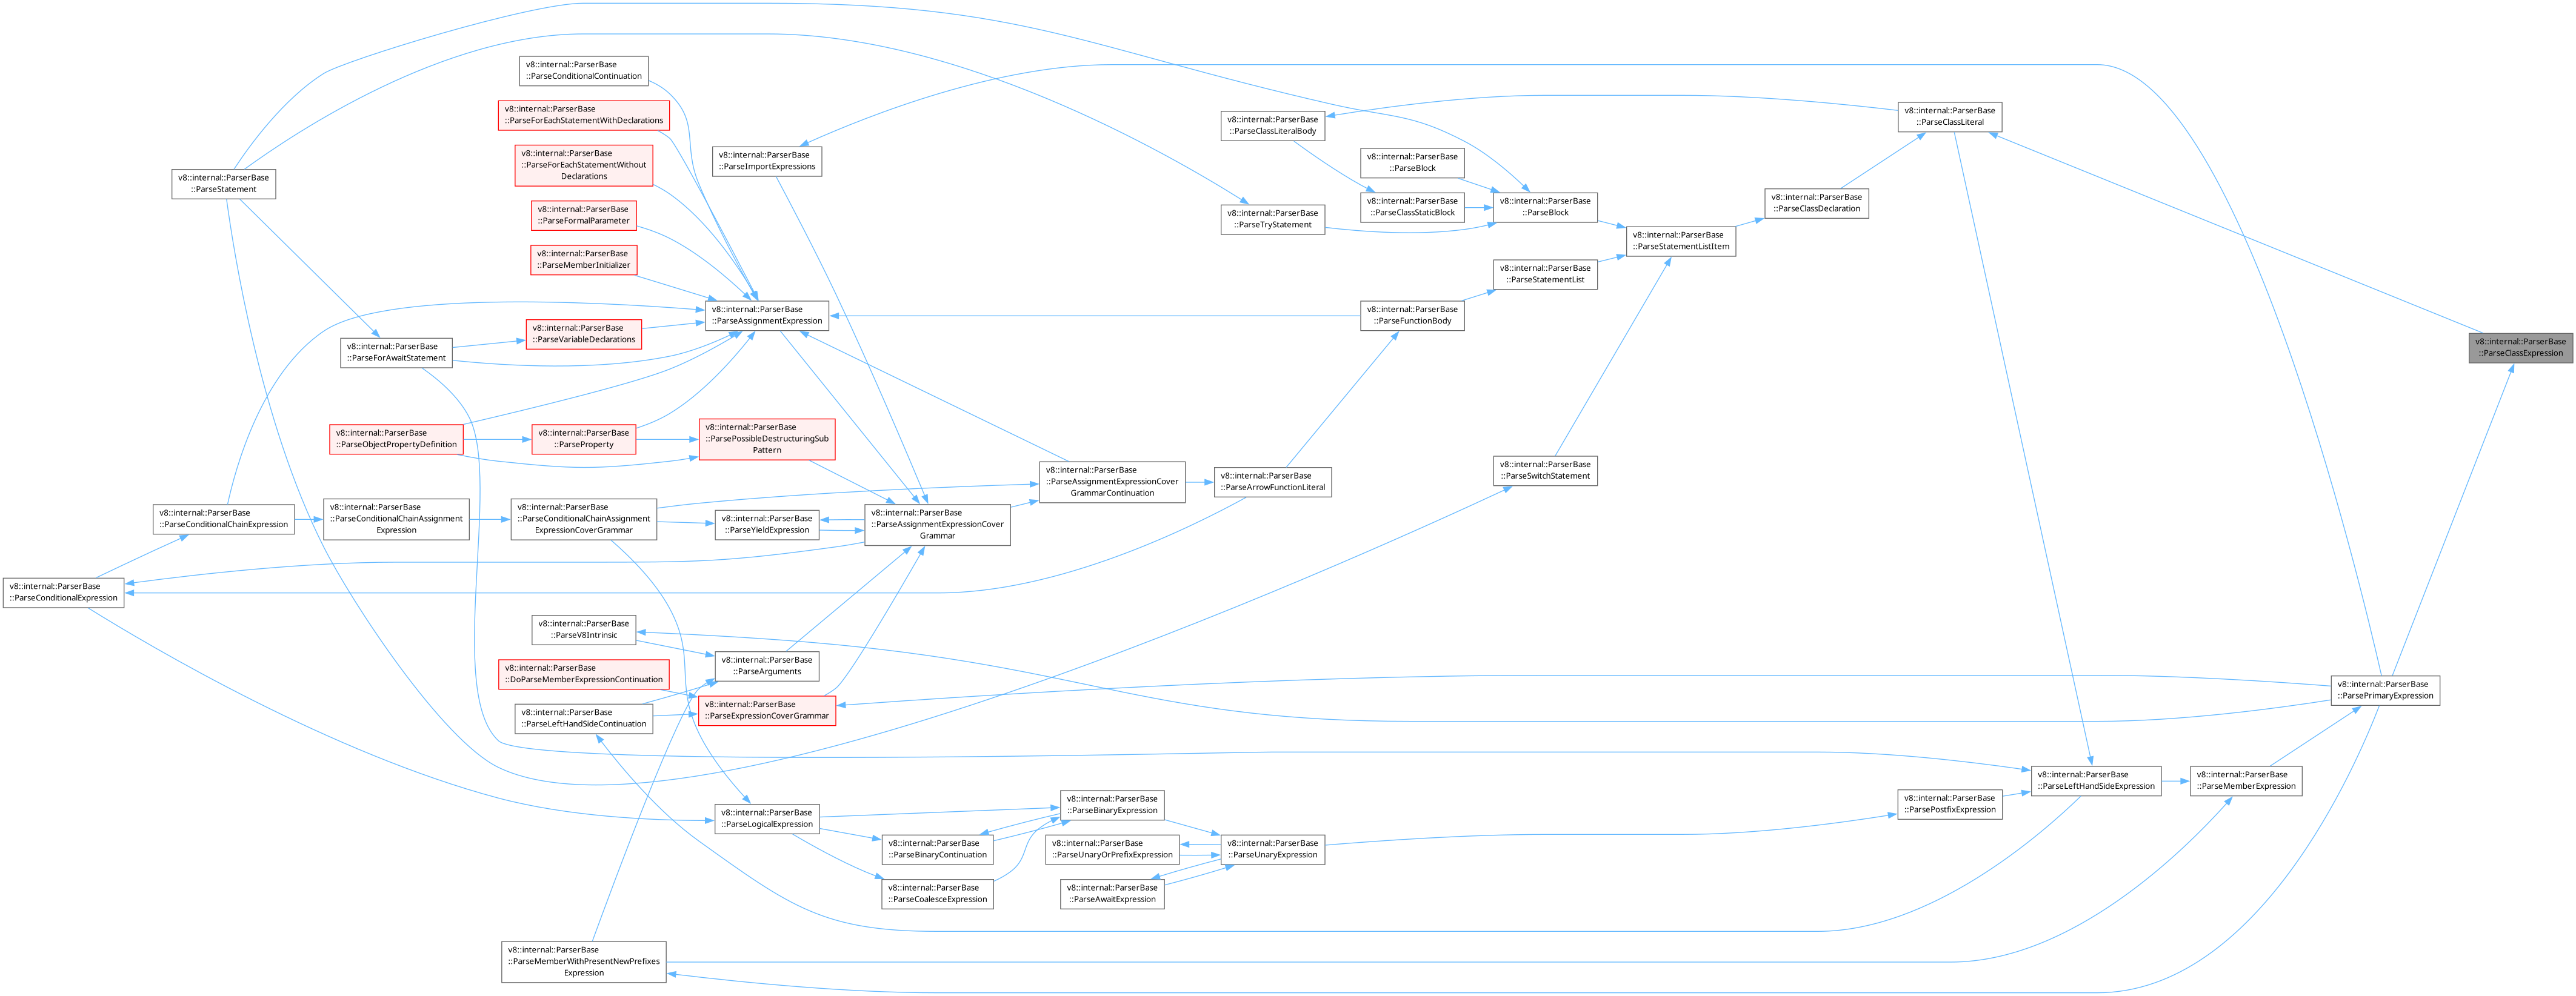 v8::internal::ParserBase
::ParseConditionalContinuation
v8::internal::ParserBase
::ParseForEachStatementWithDeclarations
v8::internal::ParserBase
::ParseForEachStatementWithout
Declarations
v8::internal::ParserBase
::ParseFormalParameter
v8::internal::ParserBase
::ParseMemberInitializer
v8::internal::ParserBase
::ParseVariableDeclarations
v8::internal::ParserBase
::ParseStatement
v8::internal::ParserBase
::ParseForAwaitStatement
v8::internal::ParserBase
::ParseObjectPropertyDefinition
v8::internal::ParserBase
::ParseProperty
v8::internal::ParserBase
::ParsePossibleDestructuringSub
Pattern
v8::internal::ParserBase
::ParseImportExpressions
v8::internal::ParserBase
::ParseAssignmentExpression
v8::internal::ParserBase
::ParseConditionalChainExpression
v8::internal::ParserBase
::ParseConditionalChainAssignment
Expression
v8::internal::ParserBase
::ParseConditionalChainAssignment
ExpressionCoverGrammar
v8::internal::ParserBase
::ParseYieldExpression
v8::internal::ParserBase
::ParseAssignmentExpressionCover
Grammar
v8::internal::ParserBase
::ParseAssignmentExpressionCover
GrammarContinuation
v8::internal::ParserBase
::ParseArrowFunctionLiteral
v8::internal::ParserBase
::ParseConditionalExpression
v8::internal::ParserBase
::ParseV8Intrinsic
v8::internal::ParserBase
::DoParseMemberExpressionContinuation
v8::internal::ParserBase
::ParseLeftHandSideContinuation
v8::internal::ParserBase
::ParseArguments
v8::internal::ParserBase
::ParseExpressionCoverGrammar
v8::internal::ParserBase
::ParseLogicalExpression
v8::internal::ParserBase
::ParseBinaryContinuation
v8::internal::ParserBase
::ParseCoalesceExpression
v8::internal::ParserBase
::ParseBinaryExpression
v8::internal::ParserBase
::ParseUnaryOrPrefixExpression
v8::internal::ParserBase
::ParseAwaitExpression
v8::internal::ParserBase
::ParseUnaryExpression
v8::internal::ParserBase
::ParseMemberWithPresentNewPrefixes
Expression
v8::internal::ParserBase
::ParseClassLiteralBody
v8::internal::ParserBase
::ParseTryStatement
v8::internal::ParserBase
::ParseBlock
v8::internal::ParserBase
::ParseClassStaticBlock
v8::internal::ParserBase
::ParseFunctionBody
v8::internal::ParserBase
::ParseBlock
v8::internal::ParserBase
::ParseStatementList
v8::internal::ParserBase
::ParseSwitchStatement
v8::internal::ParserBase
::ParseStatementListItem
v8::internal::ParserBase
::ParseClassDeclaration
v8::internal::ParserBase
::ParseClassLiteral
v8::internal::ParserBase
::ParsePostfixExpression
v8::internal::ParserBase
::ParseLeftHandSideExpression
v8::internal::ParserBase
::ParseMemberExpression
v8::internal::ParserBase
::ParsePrimaryExpression
v8::internal::ParserBase
::ParseClassExpression